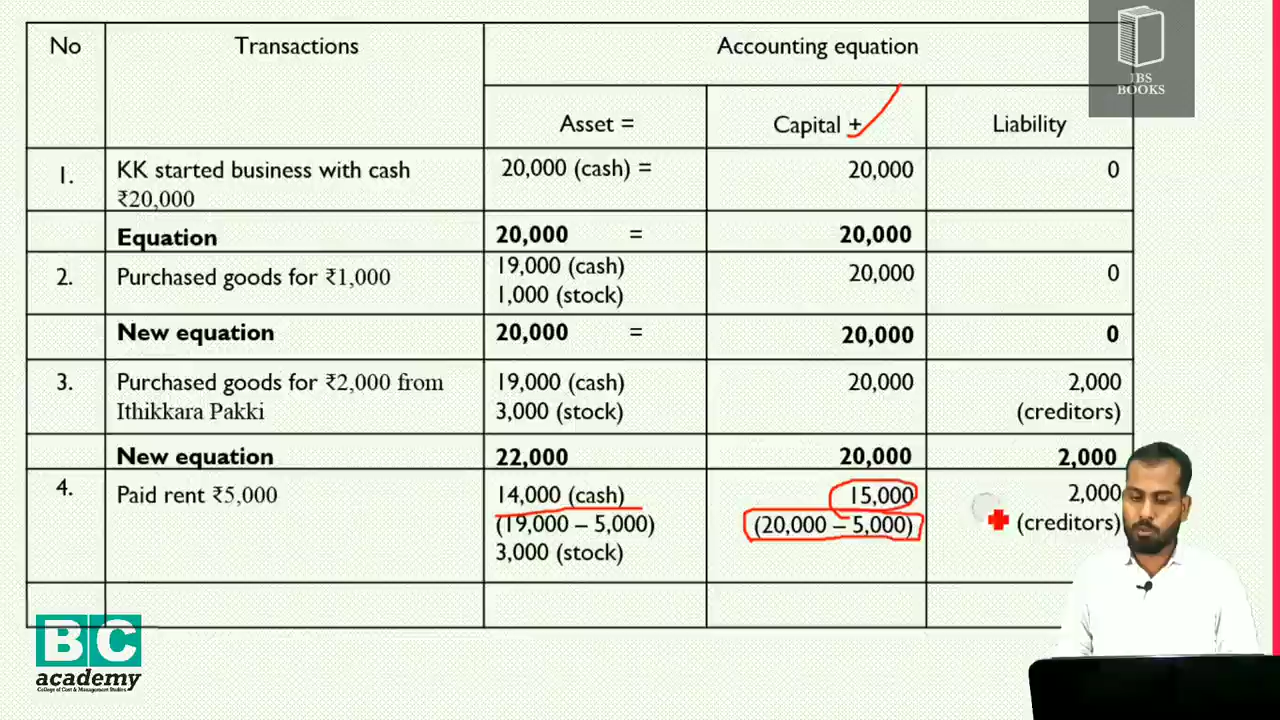 No
Transactions
Accounting equation
Asset =
Capital +
Liability
1.
KK started business with cash
₹20,000
20,000 (cash) =
20,000
0
Equation
20,000 =
20,000
2.
Purchased goods for ₹1,000
19,000 (cash)
1,000 (stock)
20,000
0
New equation
20,000 =
20,000
0
3.
Purchased goods for ₹2,000 from
Ithikkara Pakki
19,000 (cash)
3,000 (stock)
20,000
2,000
(creditors)
New equation
22,000
20,000
2,000
4.
Paid rent ₹5,000
14,000 (cash)
(19,000 – 5,000)
3,000 (stock)
15,000
(20,000 – 5,000)
2,000
(creditors)
IBS
BOOKS
BC
academy
College of Cost & Management Studies